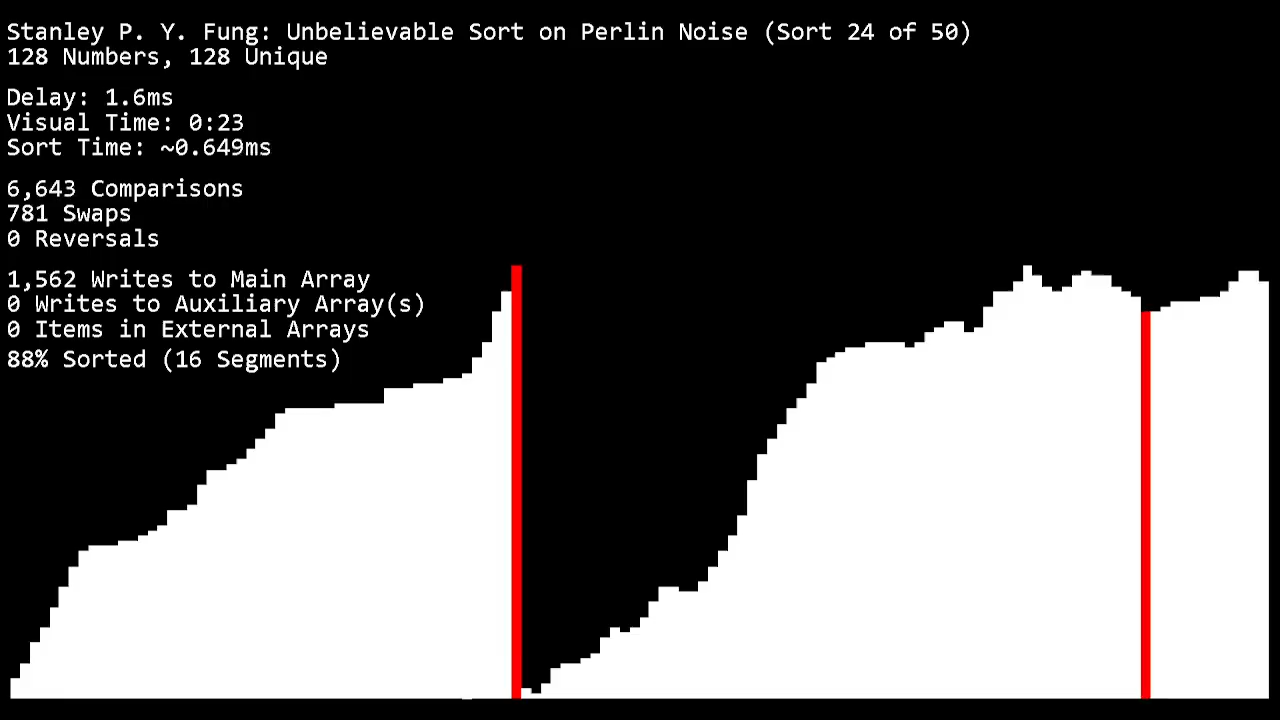 Stanley P. Y. Fung: Unbelievable Sort on Perlin Noise (Sort 24 of 50)
128 Numbers, 128 Unique
Delay: 1.6ms
Visual Time: 0:23
Sort Time: ~0.649ms
6,643 Comparisons
781 Swaps
0 Reversals
1,562 Writes to Main Array
0 Writes to Auxiliary Array(s)
0 Items in External Arrays
88% Sorted (16 Segments)